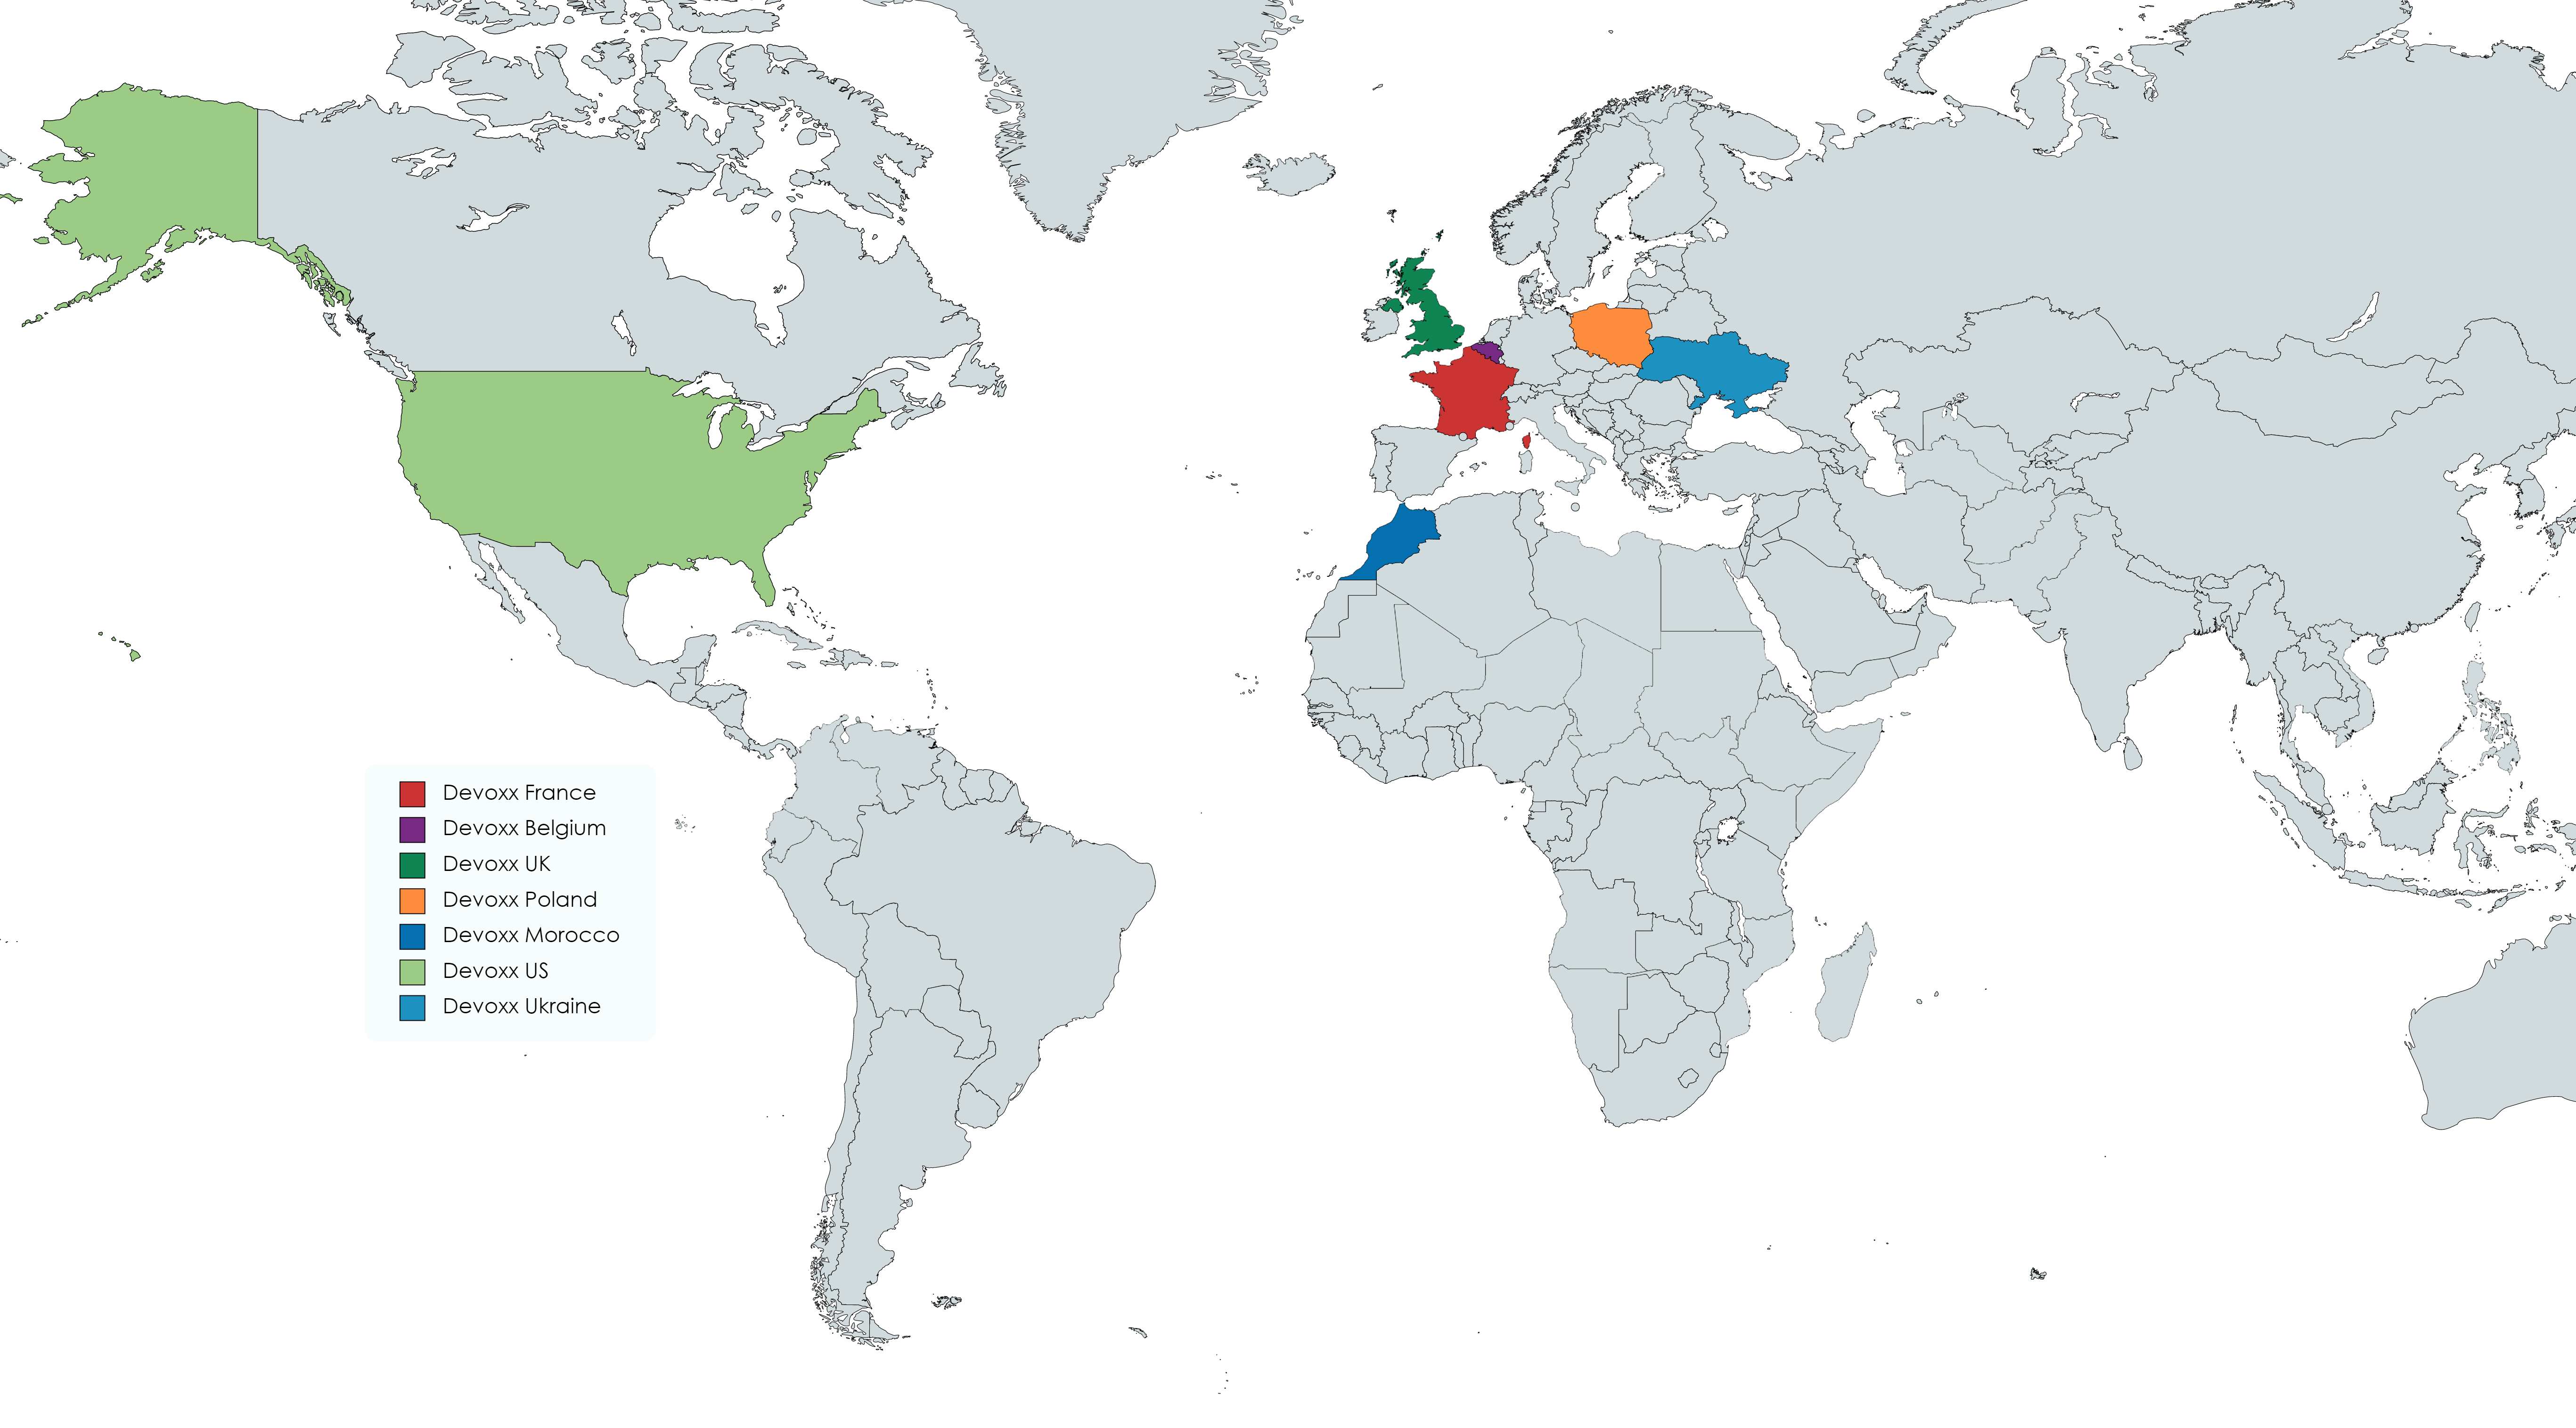 Devoxx France
Devoxx Belgium
Devoxx UK
Devoxx Poland
Devoxx Morocco
Devoxx US
Devoxx Ukraine